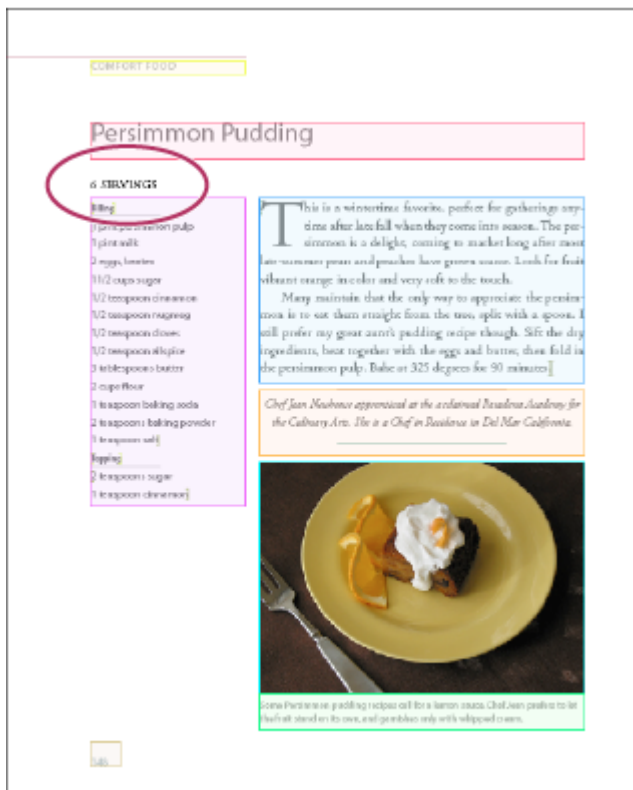 COMFORT FOOD
Persimmon Pudding
6 SERVINGS
Filling
1 pint persimmon pulp
1 pint milk
2 eggs, beaten
1 1/2 cups sugar
1/2 teaspoon cinnamon
1/2 teaspoon nugmeg
1/2 teaspoon cloves
1/2 teaspoon allspice
3 tablespoons butter
2 cups flour
1 teaspoon baking soda
2 teaspoons baking powder
1 teaspoon salt
Topping
2 teaspoons sugar
1 teaspoon cinnamon
This is a wintertime favorite, perfect for gatherings any-
time after late fall when they come into season. The per-
simmon is a delight, coming to market long after most
late-summer pears and peaches have grown scarce. Look for fruit
vibrant orange in color and very soft to the touch.
Many maintain that the only way to appreciate the persim-
mon is to eat them straight from the tree, split with a spoon. I
still prefer my great aunt's pudding recipe though. Sift the dry
ingredients, beat together with the eggs and butter, then fold in
the persimmon pulp. Bake at 325 degrees for 90 minutes.
Chef Jean Newhouse apprenticed at the acclaimed Pasadena Academy for
the Culinary Arts. She is a Chef in Residence in Del Mar California.
Some Persimmon pudding recipes call for a lemon sauce. Chef Jean prefers to let
the fruit stand on its own, and garnishes only with whipped cream.